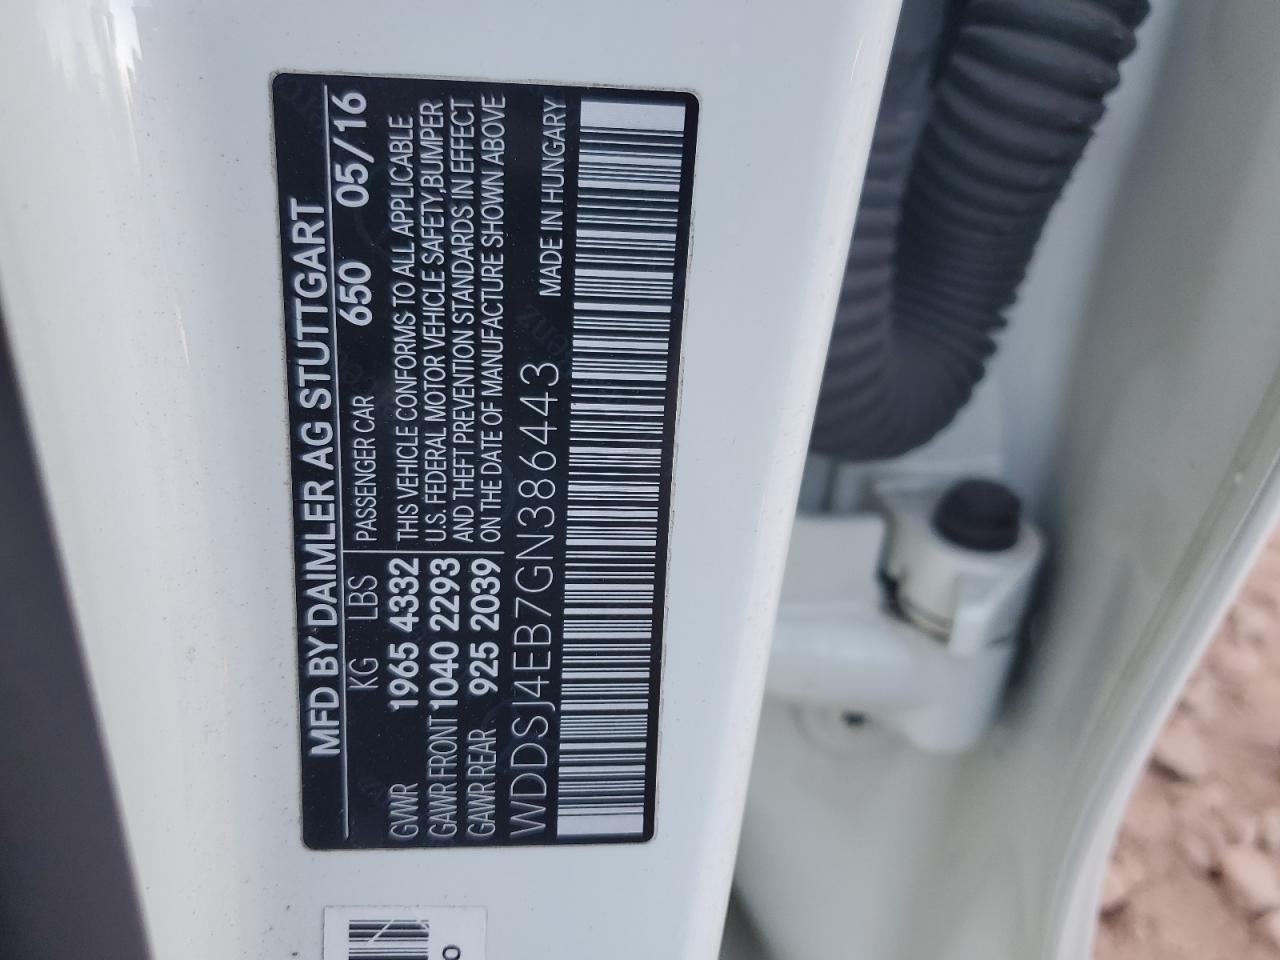 MFD BY DAIMLER AG STUTTGART
KG LBS PASSENGER CAR 650 05/16
GVWR 1965 4332
GAWR FRONT 1040 2293
GAWR REAR 925 2039
THIS VEHICLE CONFORMS TO ALL APPLICABLE
U.S. FEDERAL MOTOR VEHICLE SAFETY,BUMPER
AND THEFT PREVENTION STANDARDS IN EFFECT
ON THE DATE OF MANUFACTURE SHOWN ABOVE
WDDSJ4EB7GN386443 MADE IN HUNGARY